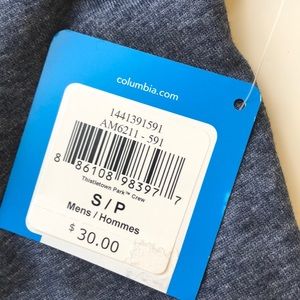 columbia.com
1441391591
AM6211 - 591
8 86108 98397 7
Thistletown Park™ Crew
S / P
Mens / Hommes
$ 30.00